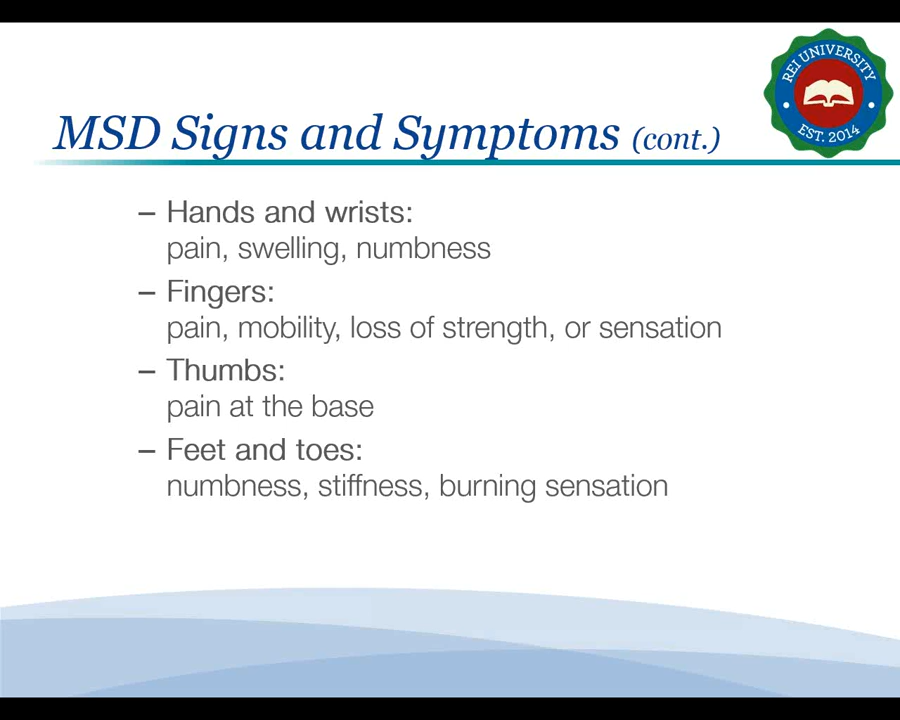 REI UNIVERSITY
EST. 2014
MSD Signs and Symptoms (cont.)
– Hands and wrists:
pain, swelling, numbness
– Fingers:
pain, mobility, loss of strength, or sensation
– Thumbs:
pain at the base
– Feet and toes:
numbness, stiffness, burning sensation